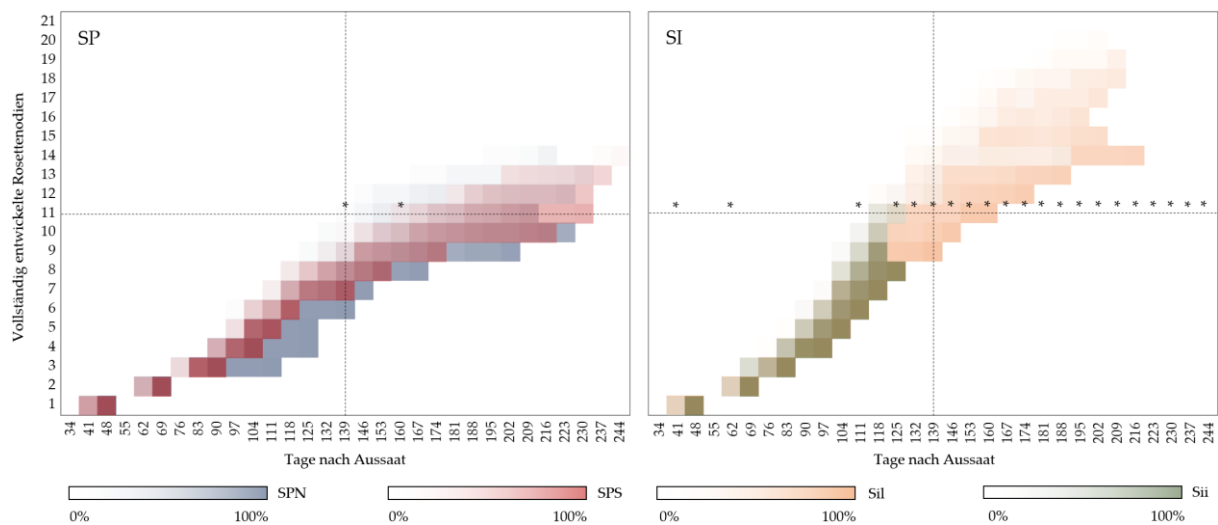 SP
SI
Vollständig entwickelte Rosettennodien
21
20
19
18
17
16
15
14
13
12
11
10
9
8
7
6
5
4
3
2
1
* *
* * * * * * * * * * * * * * * * * * * * *
34 41 48 55 62 69 76 83 90 97 104 111 118 125 132 139 146 153 160 167 174 181 188 195 202 209 216 223 230 237 244
34 41 48 55 62 69 76 83 90 97 104 111 118 125 132 139 146 153 160 167 174 181 188 195 202 209 216 223 230 237 244
Tage nach Aussaat
Tage nach Aussaat
SPN
0% 100%
SPS
0% 100%
Sil
0% 100%
Sii
0% 100%